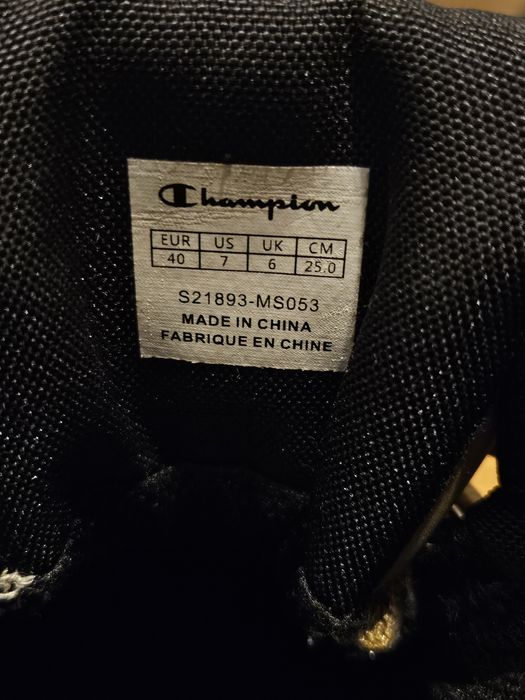 Champion
EUR US UK CM
40 7 6 25.0
S21893-MS053
MADE IN CHINA
FABRIQUE EN CHINE